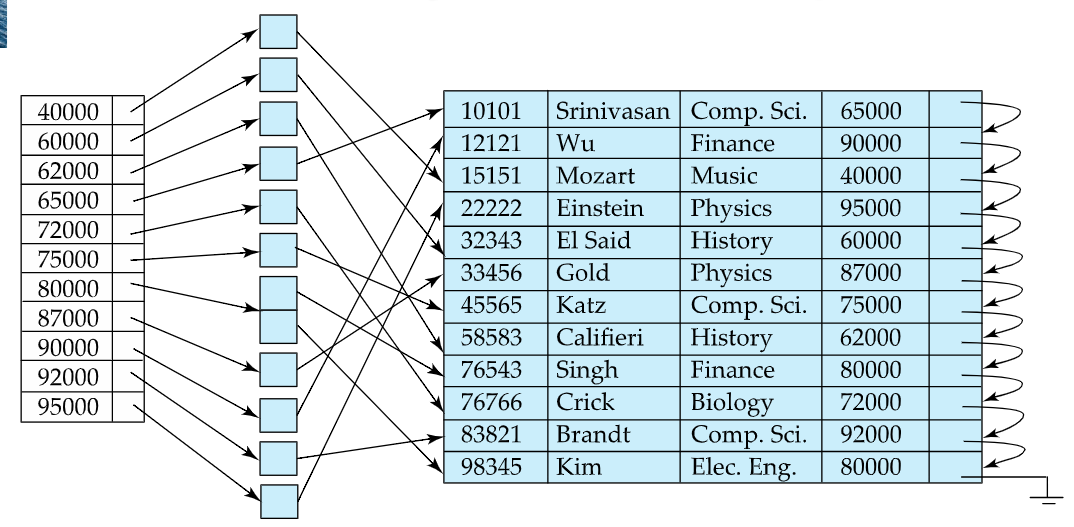 40000
60000
62000
65000
72000
75000
80000
87000
90000
92000
95000
10101 Srinivasan Comp. Sci. 65000
12121 Wu Finance 90000
15151 Mozart Music 40000
22222 Einstein Physics 95000
32343 El Said History 60000
33456 Gold Physics 87000
45565 Katz Comp. Sci. 75000
58583 Califieri History 62000
76543 Singh Finance 80000
76766 Crick Biology 72000
83821 Brandt Comp. Sci. 92000
98345 Kim Elec. Eng. 80000